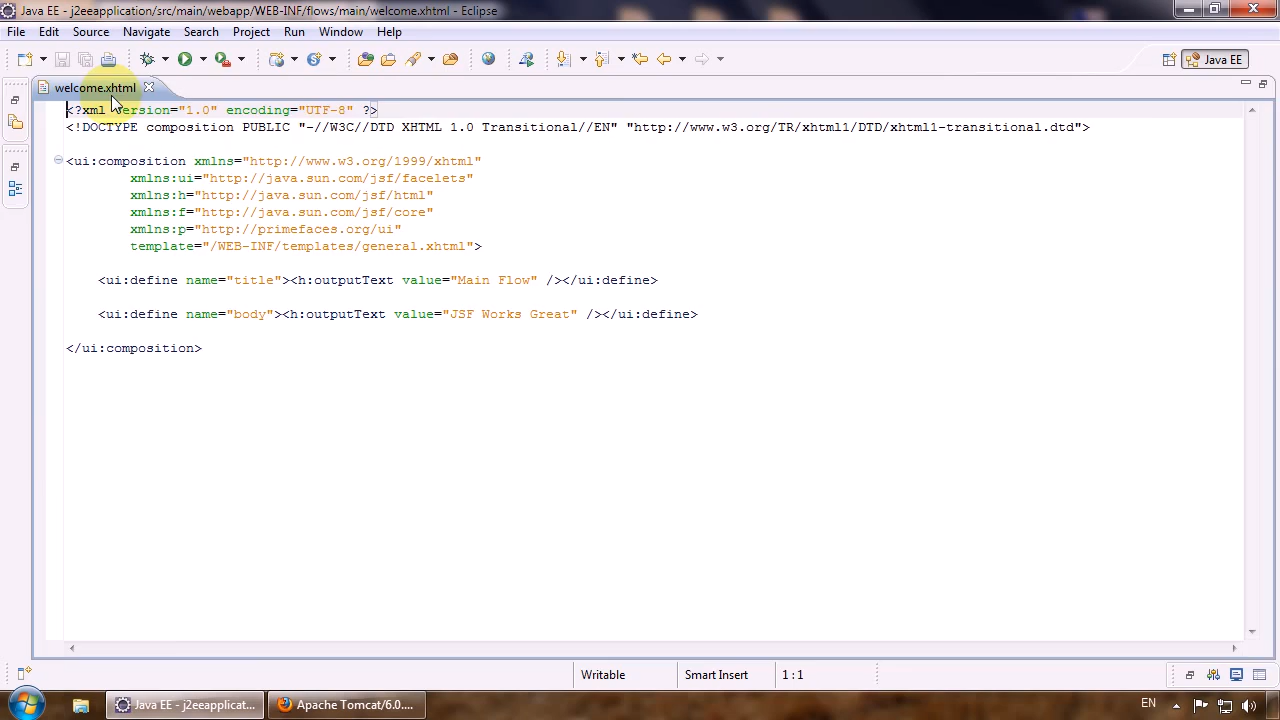 Java EE - j2eeapplication/src/main/webapp/WEB-INF/flows/main/welcome.xhtml - Eclipse
File Edit Source Navigate Search Project Run Window Help
Java EE
welcome.xhtml
<?xml version="1.0" encoding="UTF-8" ?>
<!DOCTYPE composition PUBLIC "-//W3C//DTD XHTML 1.0 Transitional//EN" "http://www.w3.org/TR/xhtml1/DTD/xhtml1-transitional.dtd">
<ui:composition xmlns="http://www.w3.org/1999/xhtml"
xmlns:ui="http://java.sun.com/jsf/facelets"
xmlns:h="http://java.sun.com/jsf/html"
xmlns:f="http://java.sun.com/jsf/core"
xmlns:p="http://primefaces.org/ui"
template="/WEB-INF/templates/general.xhtml">
<ui:define name="title"><h:outputText value="Main Flow" /></ui:define>
<ui:define name="body"><h:outputText value="JSF Works Great" /></ui:define>
</ui:composition>
Writable Smart Insert 1 : 1
Java EE - j2eeapplicat... Apache Tomcat/6.0.... EN